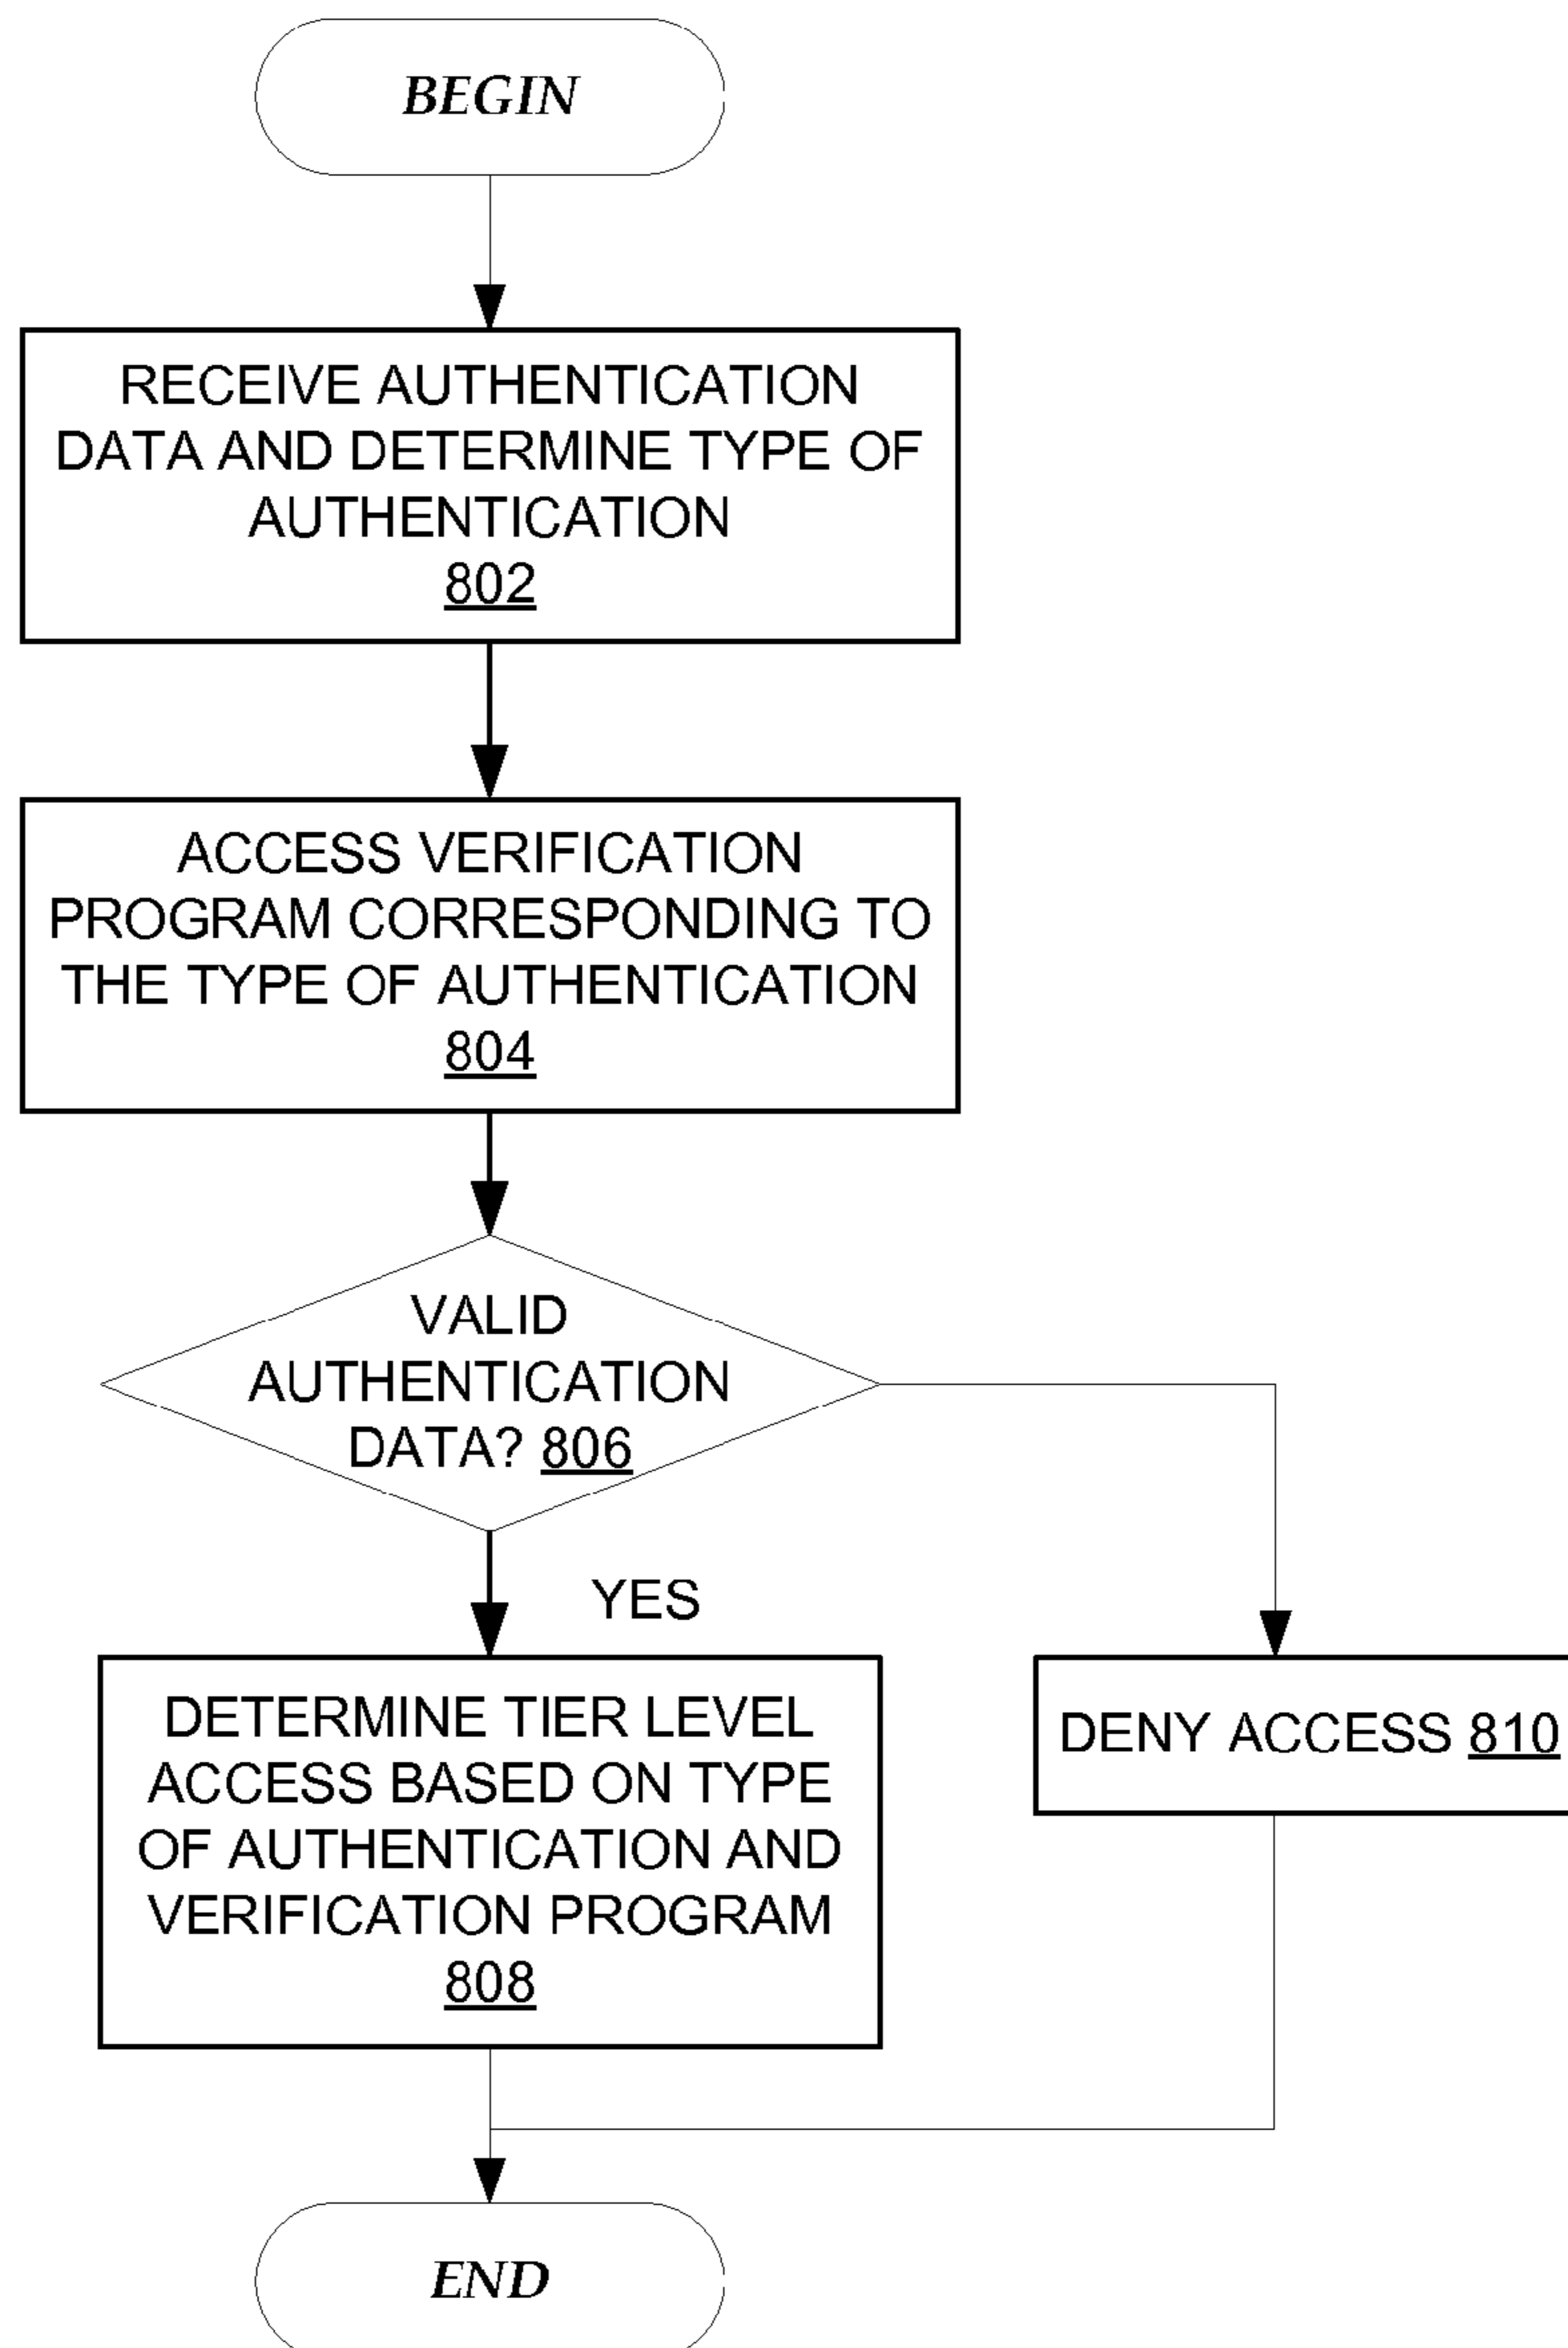 BEGIN
RECEIVE AUTHENTICATION
DATA AND DETERMINE TYPE OF
AUTHENTICATION
802
ACCESS VERIFICATION
PROGRAM CORRESPONDING TO
THE TYPE OF AUTHENTICATION
804
VALID
AUTHENTICATION
DATA? 806
YES
DETERMINE TIER LEVEL
ACCESS BASED ON TYPE
OF AUTHENTICATION AND
VERIFICATION PROGRAM
808
DENY ACCESS 810
END